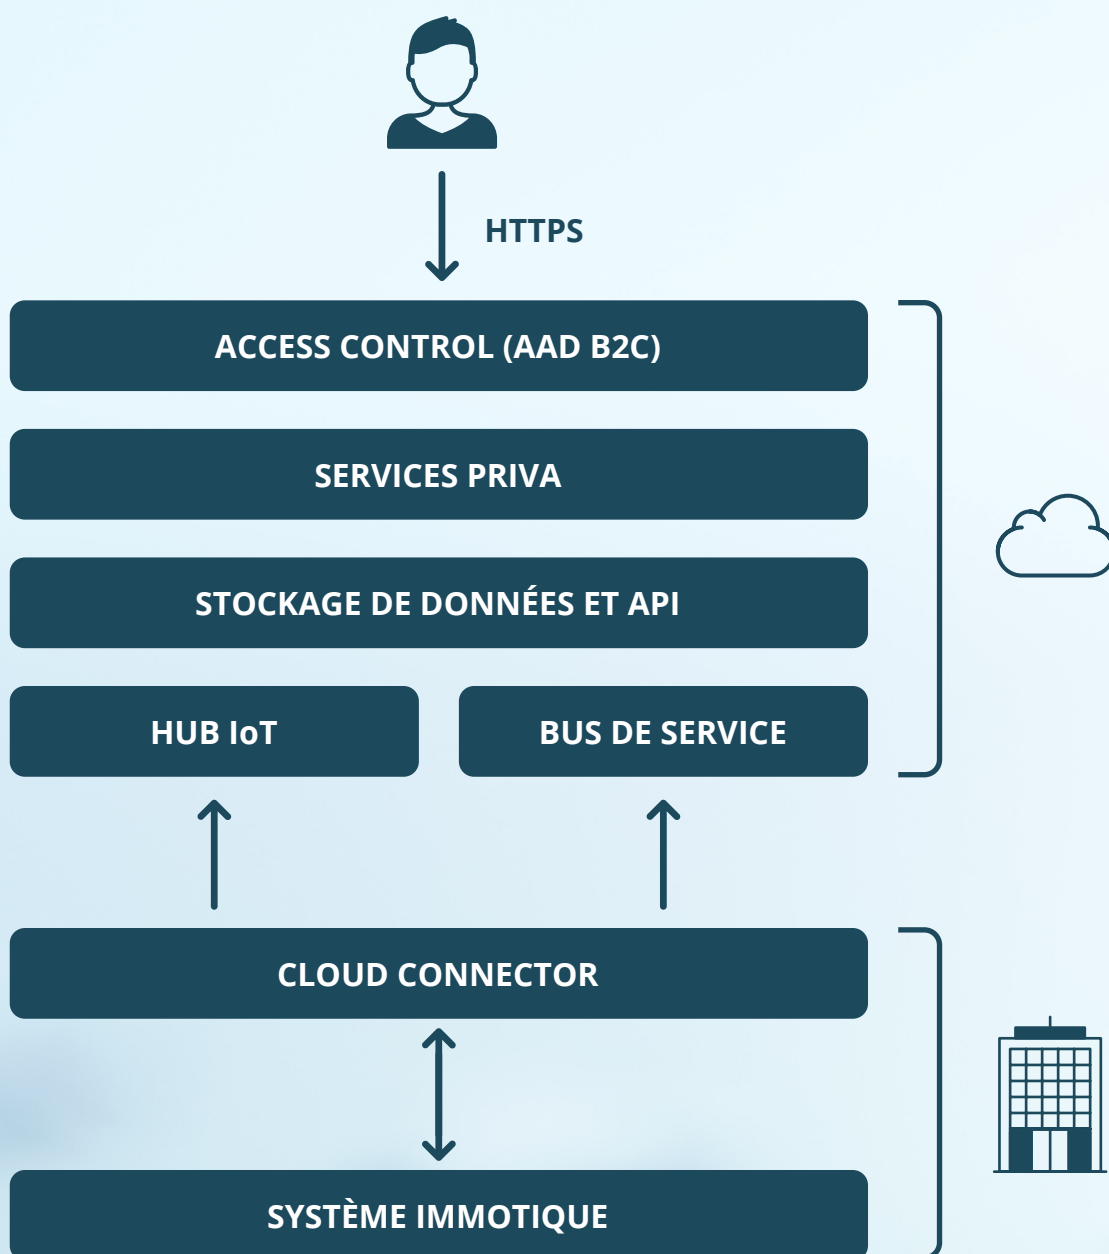 HTTPS
ACCESS CONTROL (AAD B2C)
SERVICES PRIVA
STOCKAGE DE DONNÉES ET API
HUB IoT
BUS DE SERVICE
CLOUD CONNECTOR
SYSTÈME IMMOTIQUE